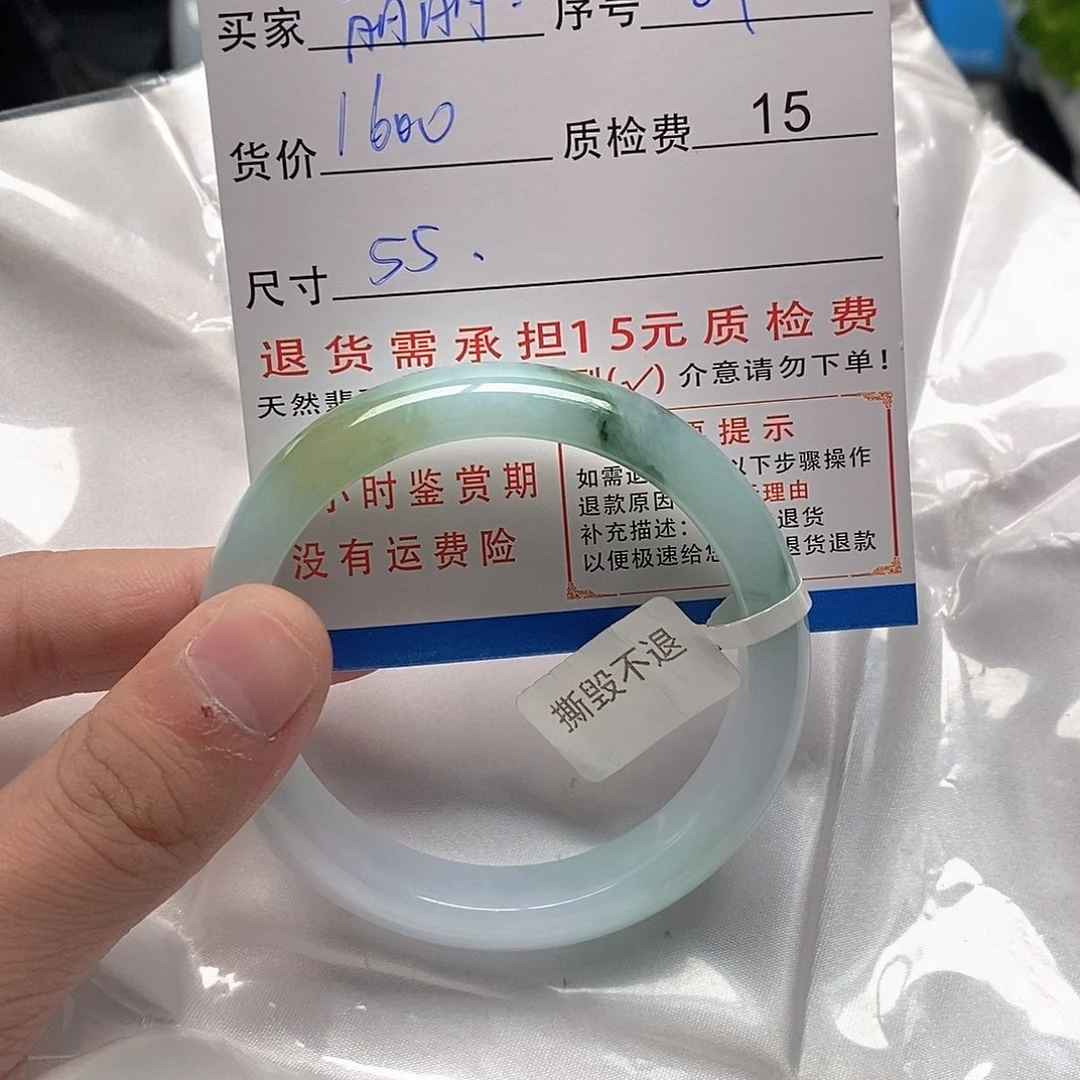 买家 丽丽 序号
货价 1600 质检费 15
尺寸 55.
退货需承担15元质检费
天然 (✓) 介意请勿下单!
提示
小时鉴赏期
没有运费险
如需 以下步骤操作
退款原因 理由
补充描述: 退货
以便极速给 退货退款
撕毁不退